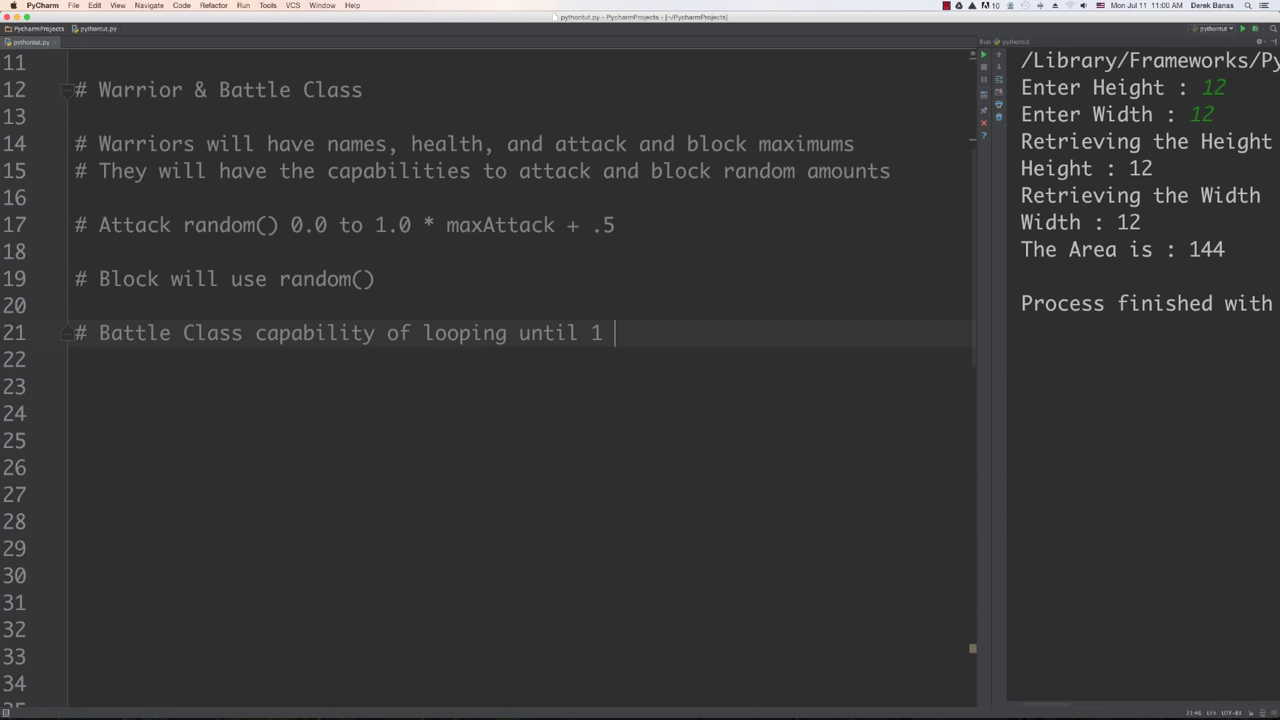 PyCharm File Edit View Navigate Code Refactor Run Tools VCS Window Help
10 Mon Jul 11 11:00 AM Derek Banas
pythontut.py - PycharmProjects - [~/PycharmProjects]
PycharmProjects pythontut.py
pythontut
pythontut.py
Run pythontut
11
12 # Warrior & Battle Class
13
14 # Warriors will have names, health, and attack and block maximums
15 # They will have the capabilities to attack and block random amounts
16
17 # Attack random() 0.0 to 1.0 * maxAttack + .5
18
19 # Block will use random()
20
21 # Battle Class capability of looping until 1
22
23
24
25
26
27
28
29
30
31
32
33
34
/Library/Frameworks/Py
Enter Height : 12
Enter Width : 12
Retrieving the Height
Height : 12
Retrieving the Width
Width : 12
The Area is : 144
Process finished with
21:46 LF÷ UTF-8÷